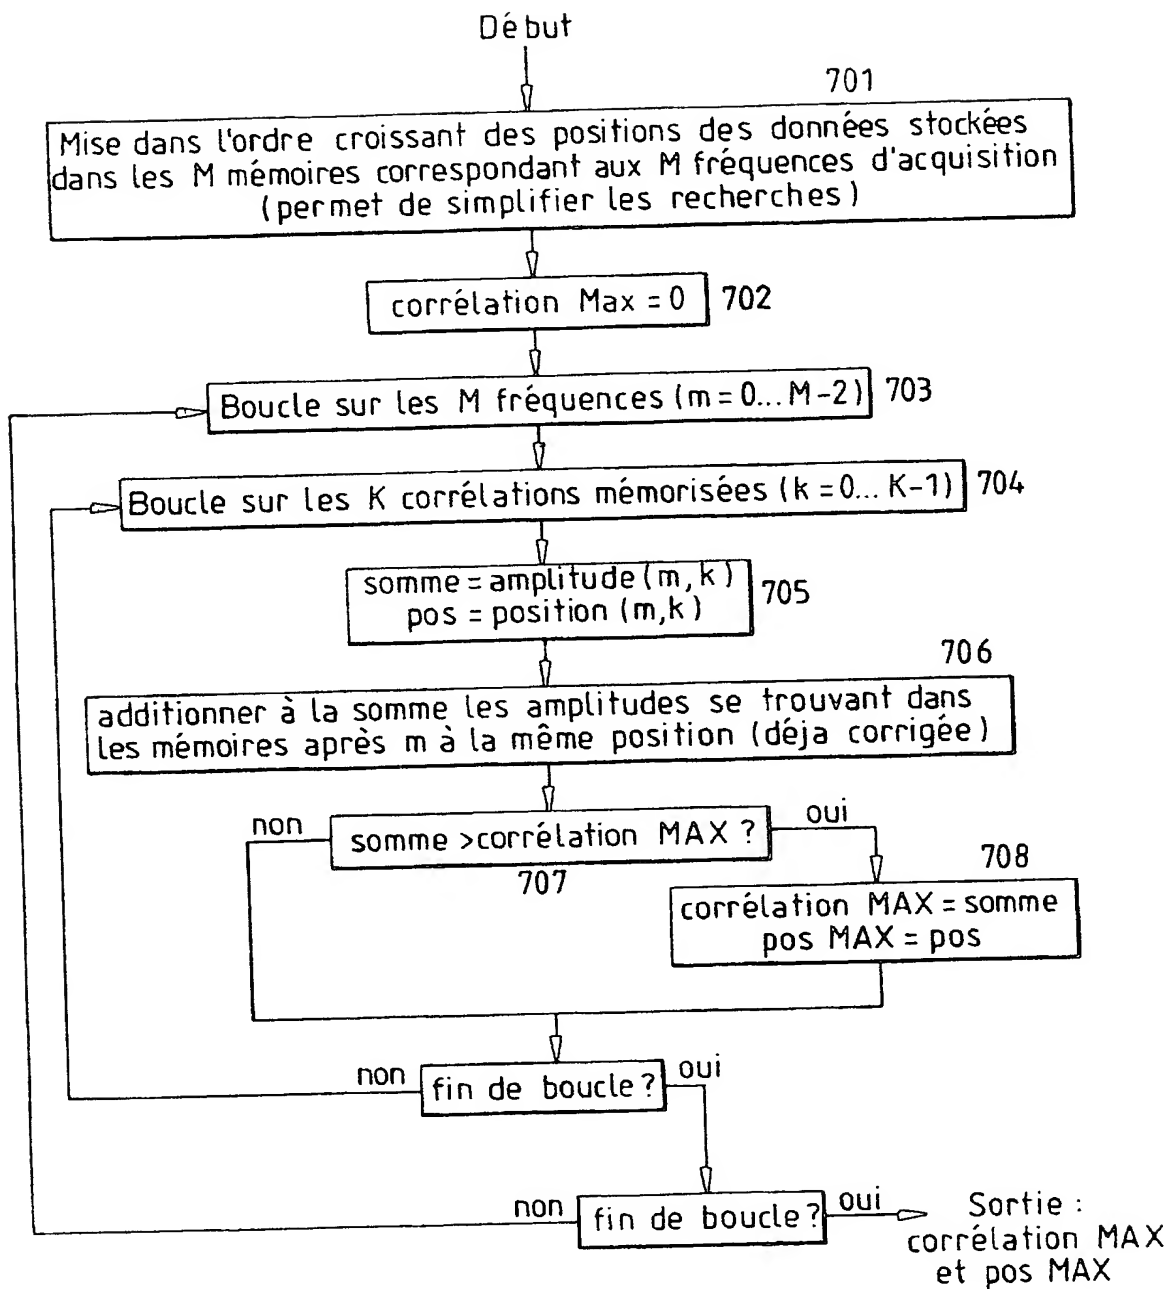 Début
701
Mise dans l'ordre croissant des positions des données stockées
dans les M mémoires correspondant aux M fréquences d'acquisition
(permet de simplifier les recherches)
corrélation Max = 0
702
Boucle sur les M fréquences (m = 0... M-2)
703
Boucle sur les K corrélations mémorisées (k = 0... K-1)
704
somme = amplitude (m, k)
pos = position (m,k)
705
706
additionner à la somme les amplitudes se trouvant dans
les mémoires après m à la même position (déja corrigée)
non
somme > corrélation MAX ?
oui
707
708
corrélation MAX = somme
pos MAX = pos
non
fin de boucle ?
oui
non
fin de boucle ?
oui
Sortie :
corrélation MAX
et pos MAX